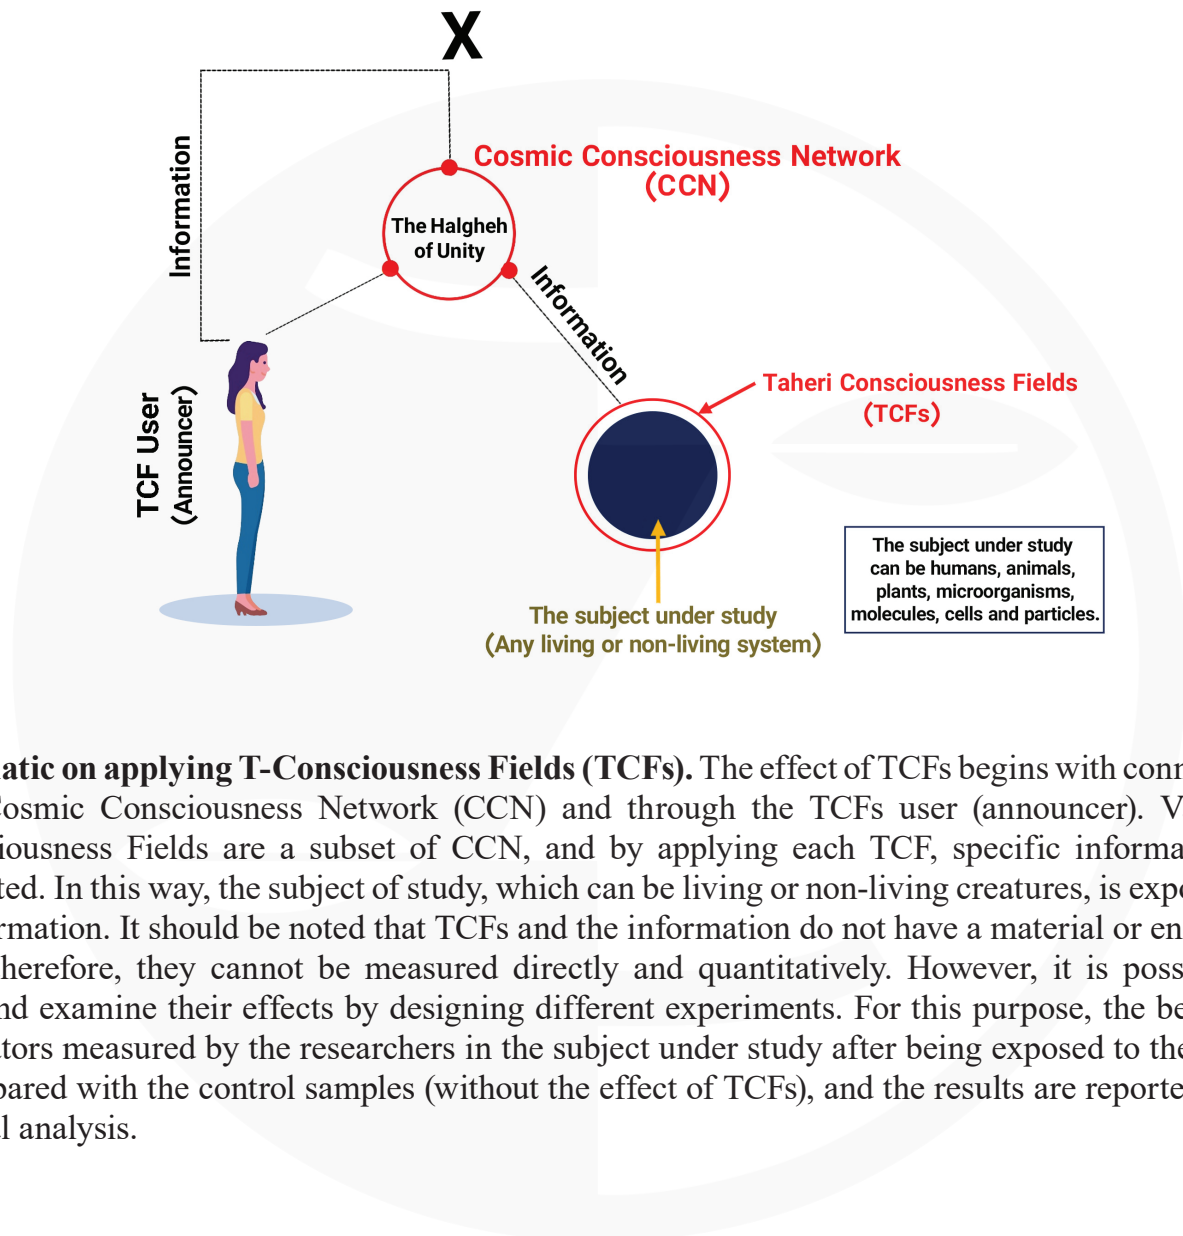 X
Information
Cosmic Consciousness Network
(CCN)
The Halgheh
of Unity
Information
TCF User
(Announcer)
Taheri Consciousness Fields
(TCFs)
The subject under study
(Any living or non-living system)
The subject under study
can be humans, animals,
plants, microorganisms,
molecules, cells and particles.
atic on applying T-Consciousness Fields (TCFs). The effect of TCFs begins with conn
Cosmic Consciousness Network (CCN) and through the TCFs user (announcer). V
iousness Fields are a subset of CCN, and by applying each TCF, specific informa
ted. In this way, the subject of study, which can be living or non-living creatures, is expo
rmation. It should be noted that TCFs and the information do not have a material or en
herefore, they cannot be measured directly and quantitatively. However, it is poss
nd examine their effects by designing different experiments. For this purpose, the be
tors measured by the researchers in the subject under study after being exposed to the
pared with the control samples (without the effect of TCFs), and the results are reporte
l analysis.